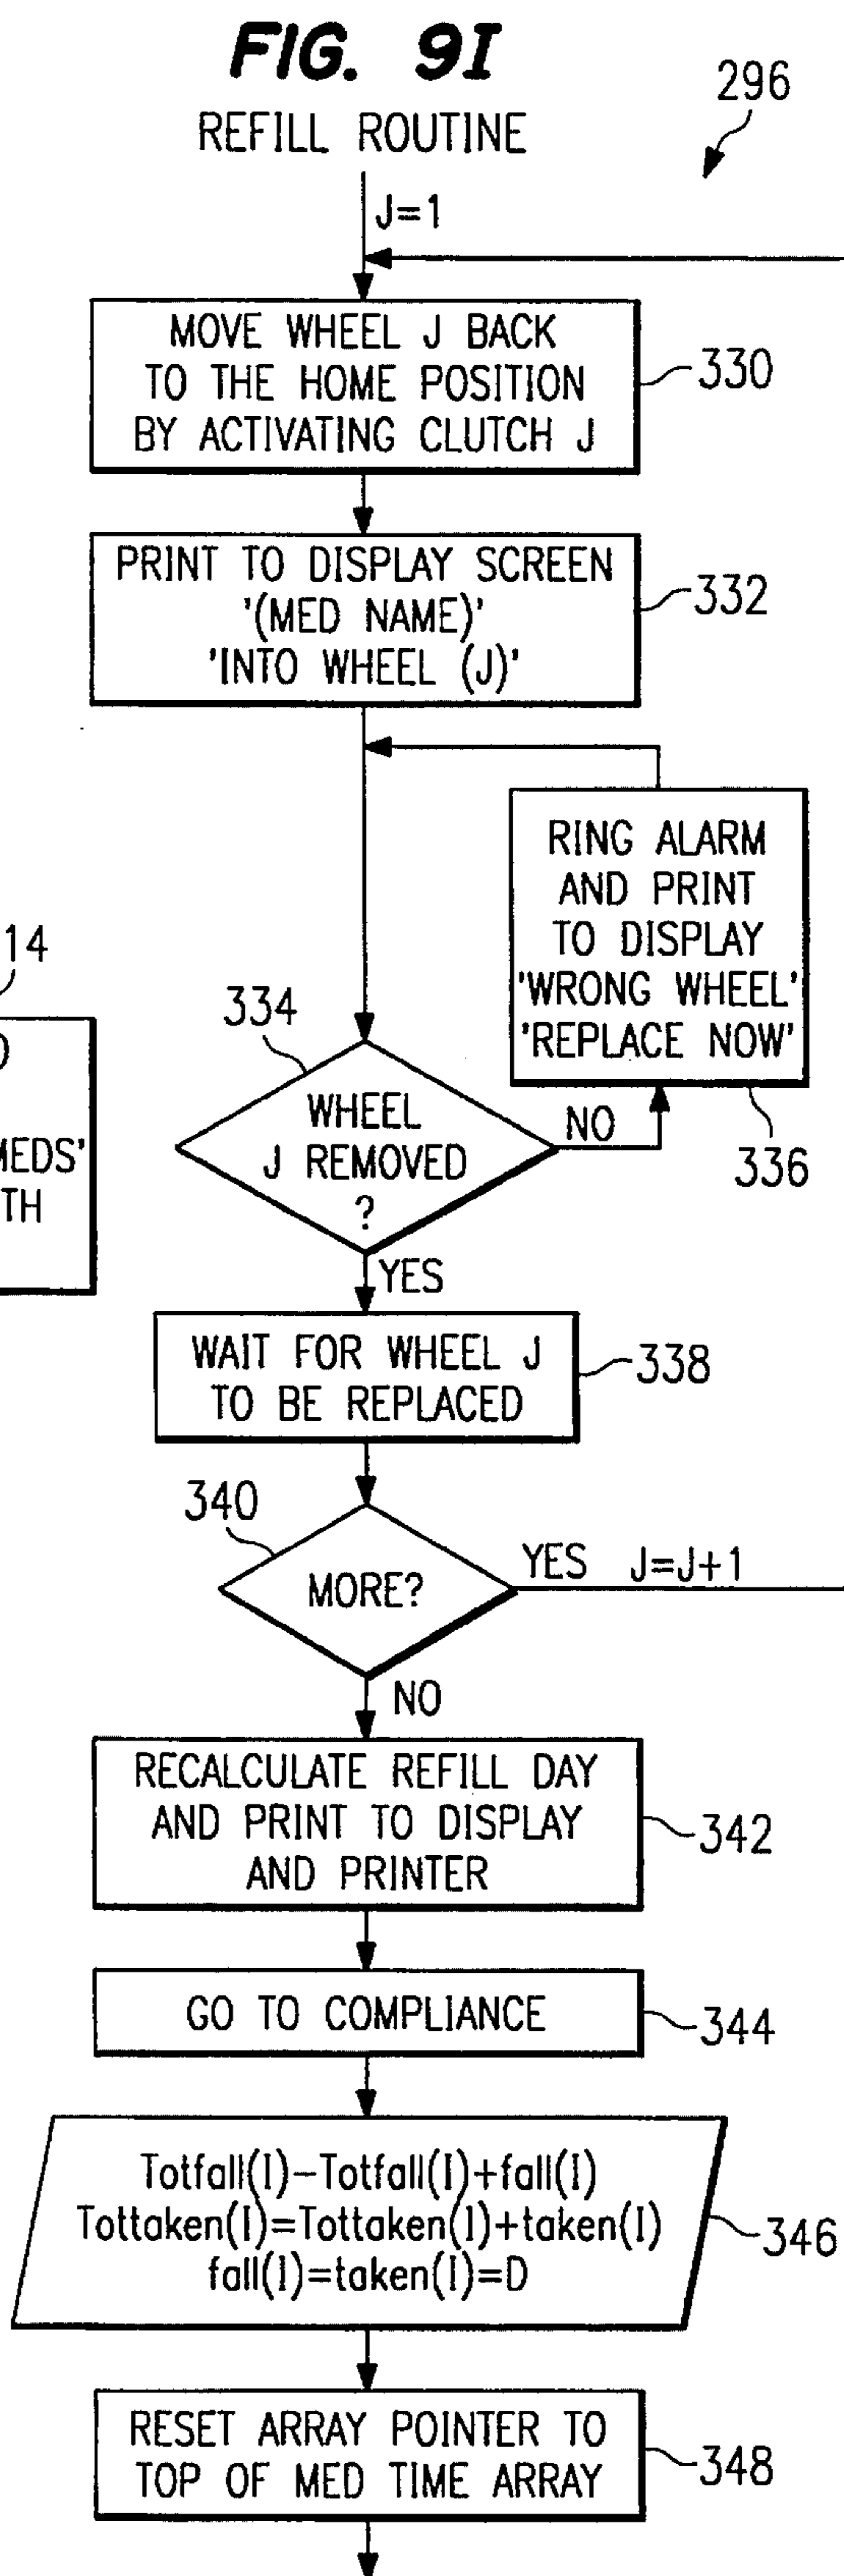 FIG. 9I
296
REFILL ROUTINE
J=1
MOVE WHEEL J BACK
TO THE HOME POSITION
BY ACTIVATING CLUTCH J
330
PRINT TO DISPLAY SCREEN
'(MED NAME)'
'INTO WHEEL (J)'
332
RING ALARM
AND PRINT
TO DISPLAY
'WRONG WHEEL'
'REPLACE NOW'
336
14
MEDS'
TH
334
WHEEL
J REMOVED
?
NO
YES
WAIT FOR WHEEL J
TO BE REPLACED
338
340
MORE?
YES J=J+1
NO
RECALCULATE REFILL DAY
AND PRINT TO DISPLAY
AND PRINTER
342
GO TO COMPLIANCE
344
Totfall(I)-Totfall(I)+fall(I)
Tottaken(I)=Tottaken(I)+taken(I)
fall(I)=taken(I)=D
346
RESET ARRAY POINTER TO
TOP OF MED TIME ARRAY
348